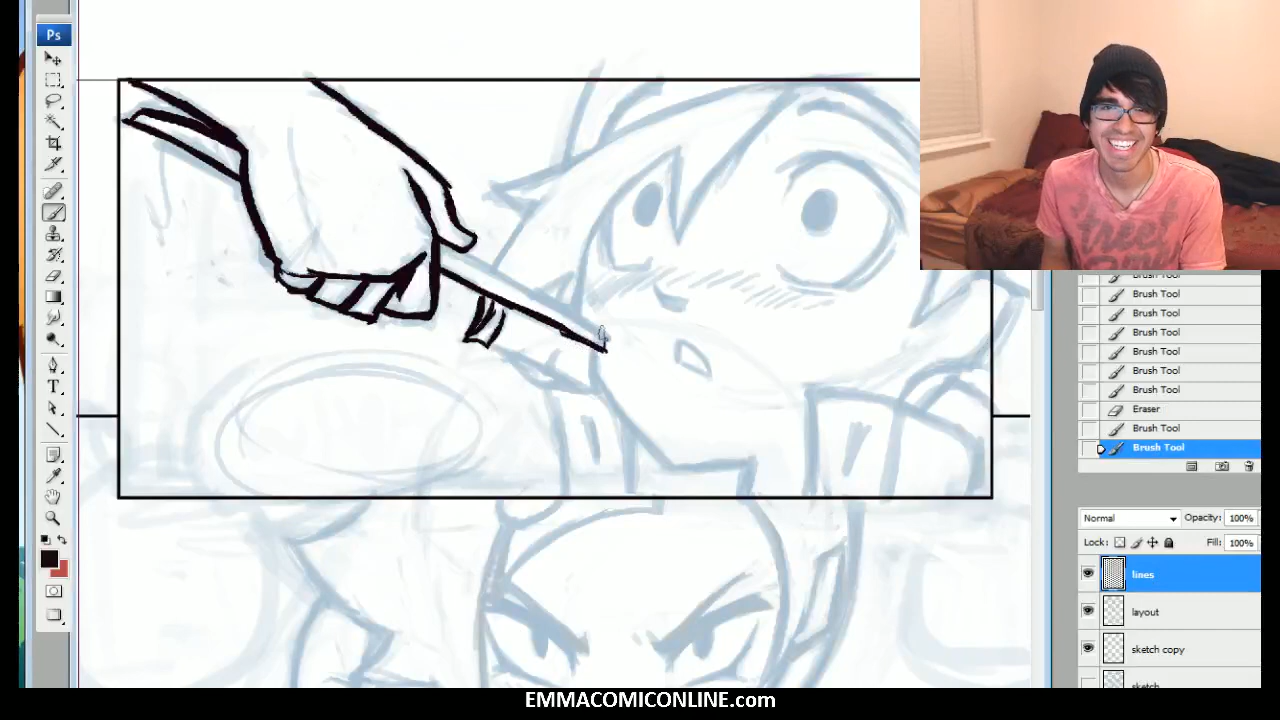 Ps
Brush Tool
Brush Tool
Brush Tool
Brush Tool
Brush Tool
Brush Tool
Brush Tool
Eraser
Brush Tool
Brush Tool
Normal
Opacity: 100%
Lock:
Fill: 100%
lines
layout
sketch copy
sketch
T
EMMACOMICONLINE.com